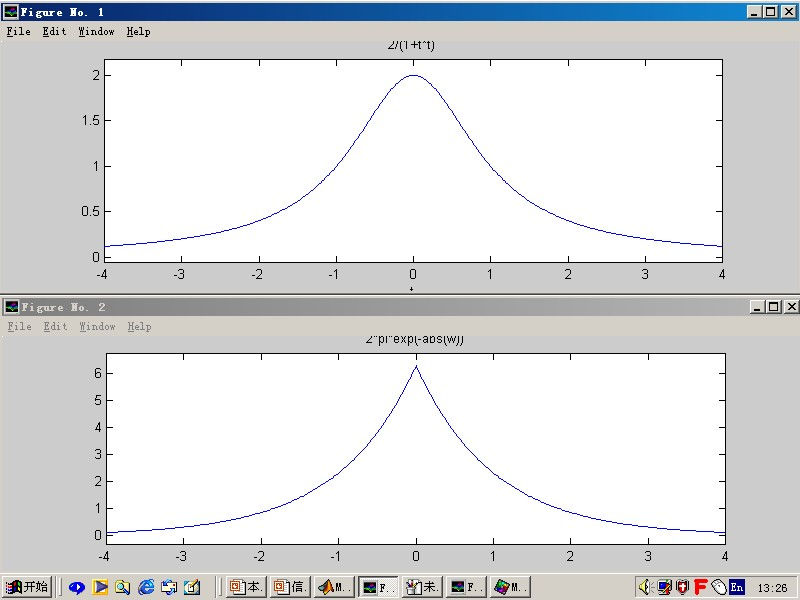 Figure No. 1
File Edit Window Help
2/(1+t*t)
2
1.5
1
0.5
0
-4 -3 -2 -1 0 1 2 3 4
Figure No. 2
File Edit Window Help
2*pi*exp(-abs(w))
6
5
4
3
2
1
0
-4 -3 -2 -1 0 1 2 3 4
开始 本. 信. M. F. 未. F. M. En 13:26